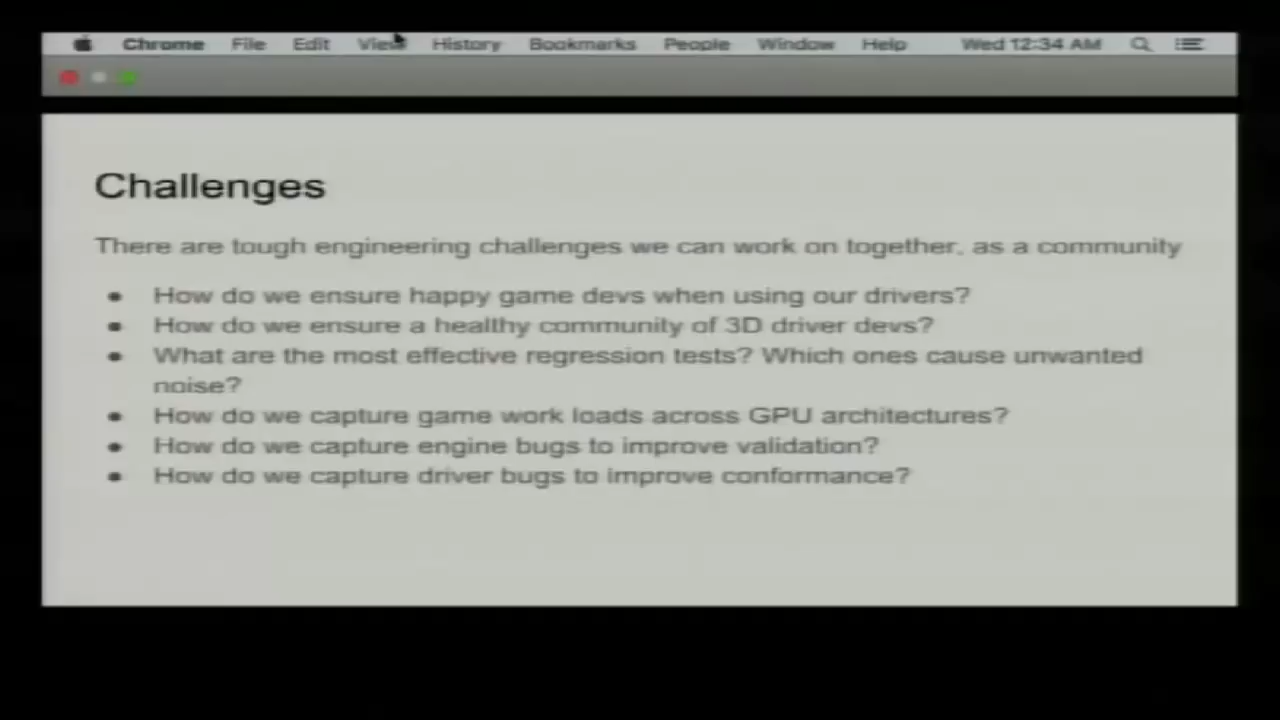 Chrome File Edit View History Bookmarks People Window Help Wed 12:34 AM
Challenges
There are tough engineering challenges we can work on together, as a community
● How do we ensure happy game devs when using our drivers?
● How do we ensure a healthy community of 3D driver devs?
● What are the most effective regression tests? Which ones cause unwanted
noise?
● How do we capture game work loads across GPU architectures?
● How do we capture engine bugs to improve validation?
● How do we capture driver bugs to improve conformance?